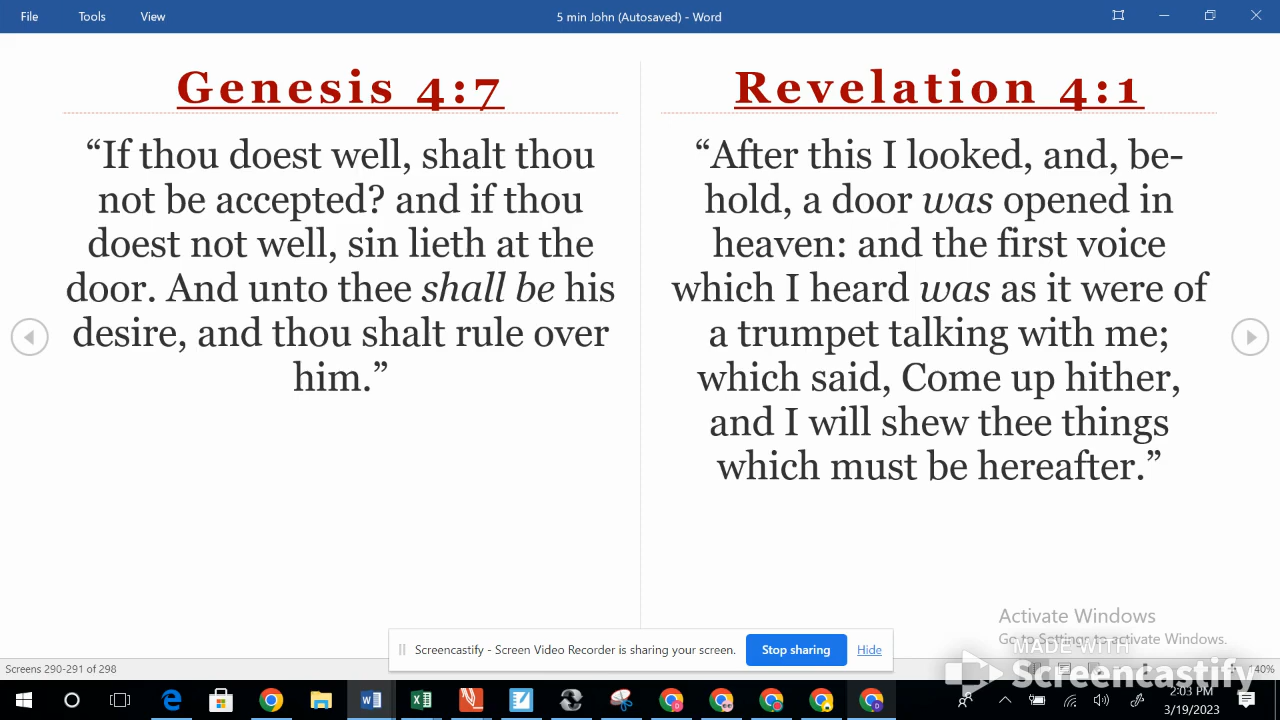 File Tools View 5 min John (Autosaved) - Word
Genesis 4:7
“If thou doest well, shalt thou
not be accepted? and if thou
doest not well, sin lieth at the
door. And unto thee shall be his
desire, and thou shalt rule over
him.”
Revelation 4:1
“After this I looked, and, be-
hold, a door was opened in
heaven: and the first voice
which I heard was as it were of
a trumpet talking with me;
which said, Come up hither,
and I will shew thee things
which must be hereafter.”
Activate Windows
Go to Settings to activate Windows.
Screencastify - Screen Video Recorder is sharing your screen. Stop sharing Hide
MADE WITH
Screencastify
Screens 290-291 of 298
140%
2:03 PM
3/19/2023